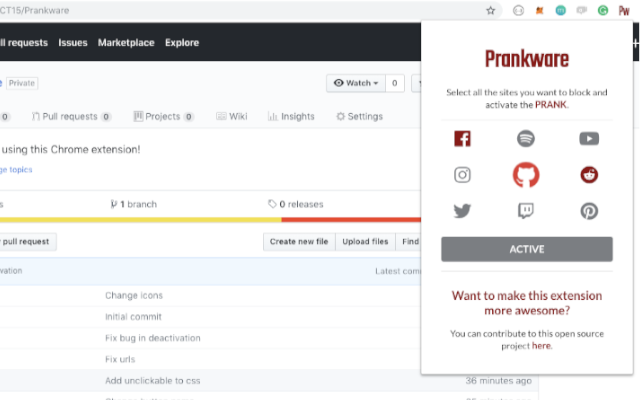 CT15/Prankware
Pw
ll requests Issues Marketplace Explore
Private
Watch 0
0 Pull requests 0 Projects 0 Wiki Insights Settings
using this Chrome extension!
ge topics
s 1 branch 0 releases
pull request Create new file Upload files Find
vation Latest com
Change icons
Initial commit
Fix bug in deactivation
Fix urls
Add unclickable to css 36 minutes ago
Prankware
Select all the sites you want to block and
activate the PRANK.
ACTIVE
Want to make this extension
more awesome?
You can contribute to this open source
project here.